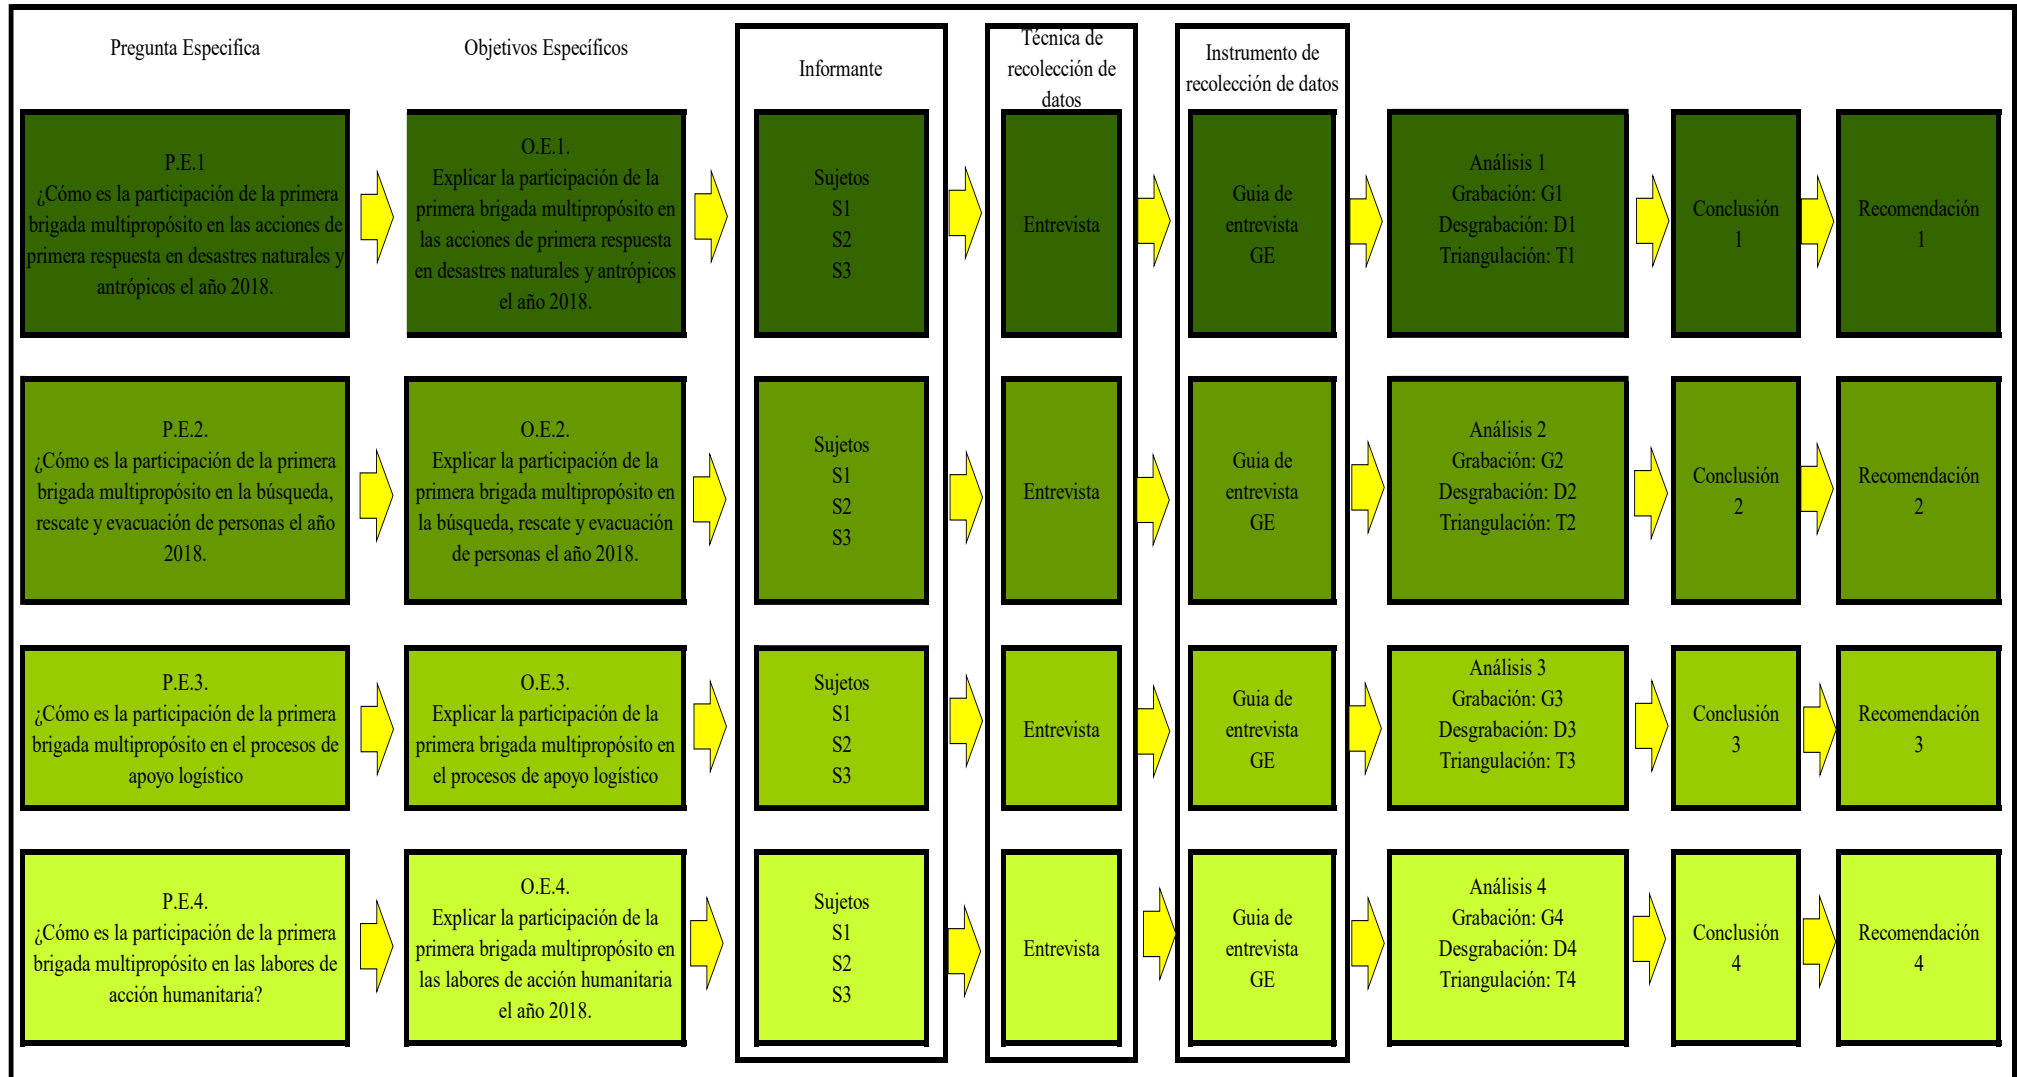 Pregunta Especifica
Objetivos Específicos
Informante
Técnica de
recolección de
datos
Instrumento de
recolección de datos
P.E.1
¿Cómo es la participación de la primera
brigada multipropósito en las acciones de
primera respuesta en desastres naturales y
antrópicos el año 2018.
O.E.1.
Explicar la participación de la
primera brigada multipropósito en
las acciones de primera respuesta
en desastres naturales y antrópicos
el año 2018.
Sujetos
S1
S2
S3
Entrevista
Guia de
entrevista
GE
Análisis 1
Grabación: G1
Desgrabación: D1
Triangulación: T1
Conclusión
1
Recomendación
1
P.E.2.
¿Cómo es la participación de la primera
brigada multipropósito en la búsqueda,
rescate y evacuación de personas el año
2018.
O.E.2.
Explicar la participación de la
primera brigada multipropósito en
la búsqueda, rescate y evacuación
de personas el año 2018.
Sujetos
S1
S2
S3
Entrevista
Guia de
entrevista
GE
Análisis 2
Grabación: G2
Desgrabación: D2
Triangulación: T2
Conclusión
2
Recomendación
2
P.E.3.
¿Cómo es la participación de la primera
brigada multipropósito en el procesos de
apoyo logístico
O.E.3.
Explicar la participación de la
primera brigada multipropósito en
el procesos de apoyo logístico
Sujetos
S1
S2
S3
Entrevista
Guia de
entrevista
GE
Análisis 3
Grabación: G3
Desgrabación: D3
Triangulación: T3
Conclusión
3
Recomendación
3
P.E.4.
¿Cómo es la participación de la primera
brigada multipropósito en las labores de
acción humanitaria?
O.E.4.
Explicar la participación de la
primera brigada multipropósito en
las labores de acción humanitaria
el año 2018.
Sujetos
S1
S2
S3
Entrevista
Guia de
entrevista
GE
Análisis 4
Grabación: G4
Desgrabación: D4
Triangulación: T4
Conclusión
4
Recomendación
4